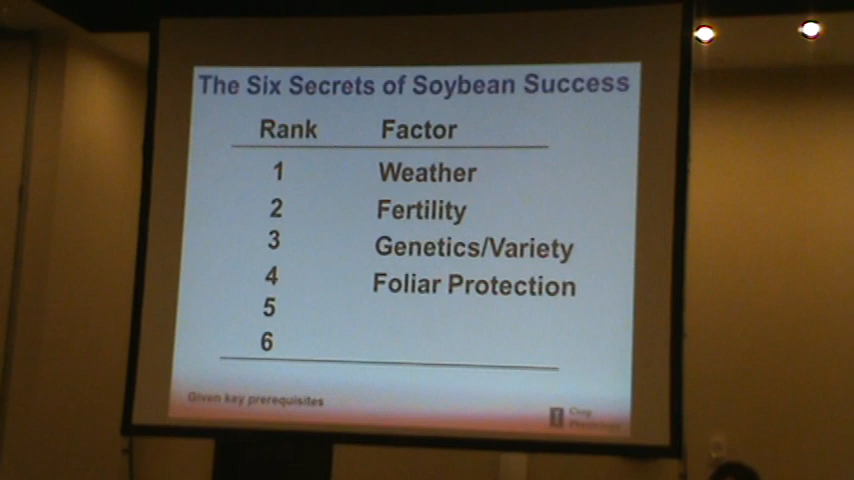 The Six Secrets of Soybean Success
Rank Factor
1 Weather
2 Fertility
3 Genetics/Variety
4 Foliar Protection
5
6
Given key prerequisites
Crop